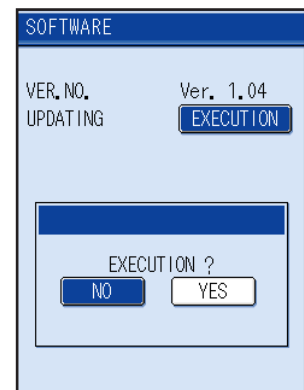 SOFTWARE
VER.NO. Ver. 1.04
UPDATING EXECUTION
EXECUTION ?
NO YES